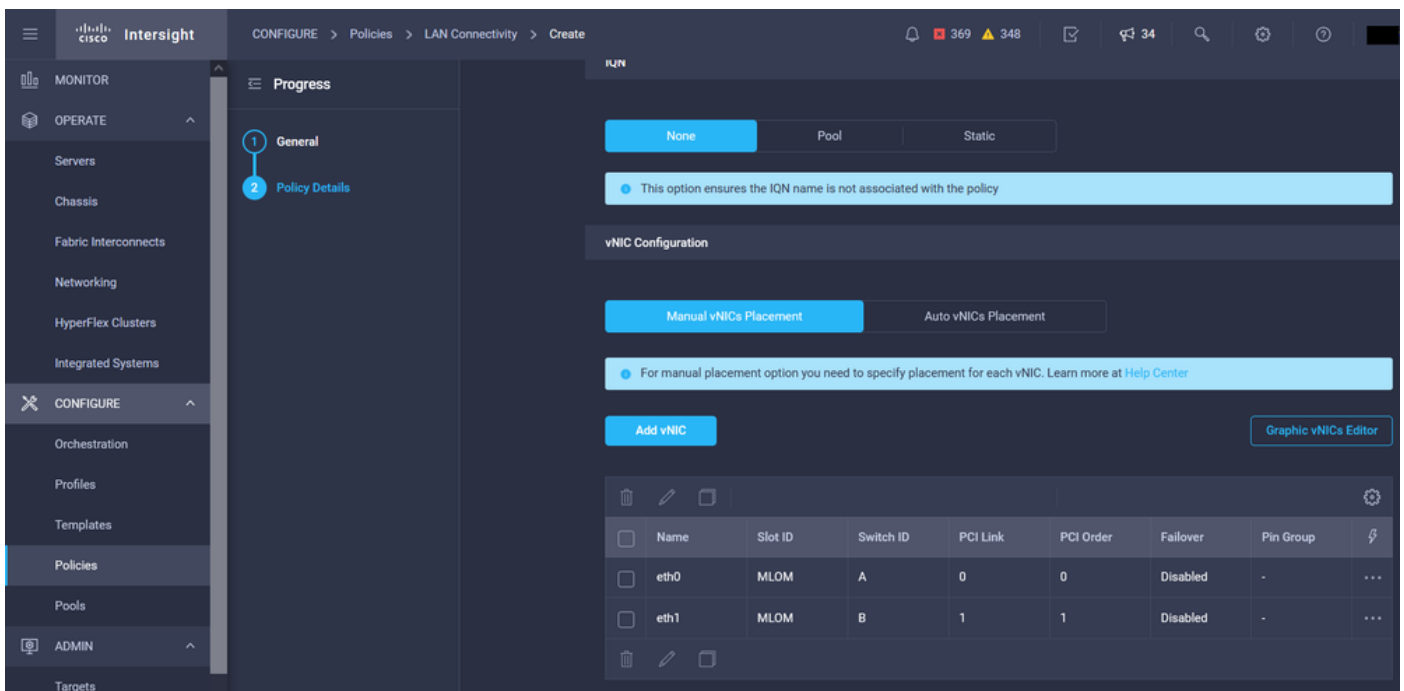 cisco Intersight
CONFIGURE > Policies > LAN Connectivity > Create
369 348 34
MONITOR
OPERATE
Servers
Chassis
Fabric Interconnects
Networking
HyperFlex Clusters
Integrated Systems
CONFIGURE
Orchestration
Profiles
Templates
Policies
Pools
ADMIN
Targets
Progress
1 General
2 Policy Details
IQN
None Pool Static
This option ensures the IQN name is not associated with the policy
vNIC Configuration
Manual vNICs Placement Auto vNICs Placement
For manual placement option you need to specify placement for each vNIC. Learn more at Help Center
Add vNIC Graphic vNICs Editor
Name Slot ID Switch ID PCI Link PCI Order Failover Pin Group
eth0 MLOM A 0 0 Disabled -
eth1 MLOM B 1 1 Disabled -